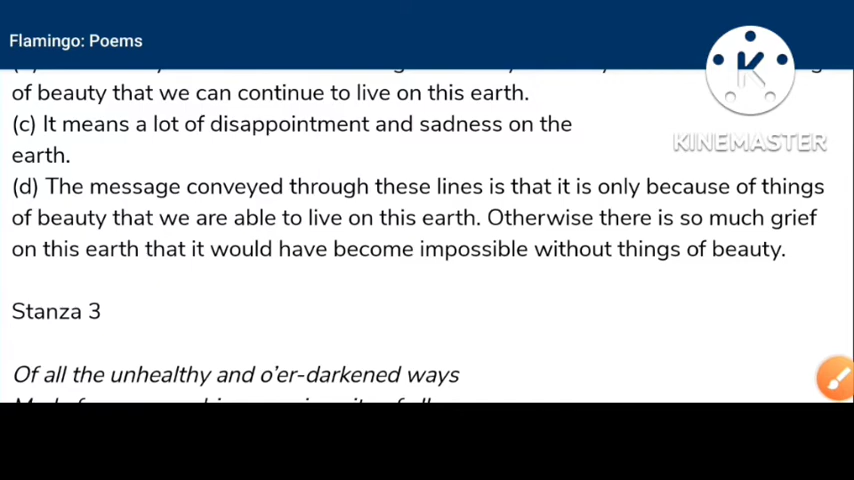 Flamingo: Poems
KINEMASTER
of beauty that we can continue to live on this earth.
(c) It means a lot of disappointment and sadness on the
earth.
(d) The message conveyed through these lines is that it is only because of things
of beauty that we are able to live on this earth. Otherwise there is so much grief
on this earth that it would have become impossible without things of beauty.
Stanza 3
Of all the unhealthy and o'er-darkened ways